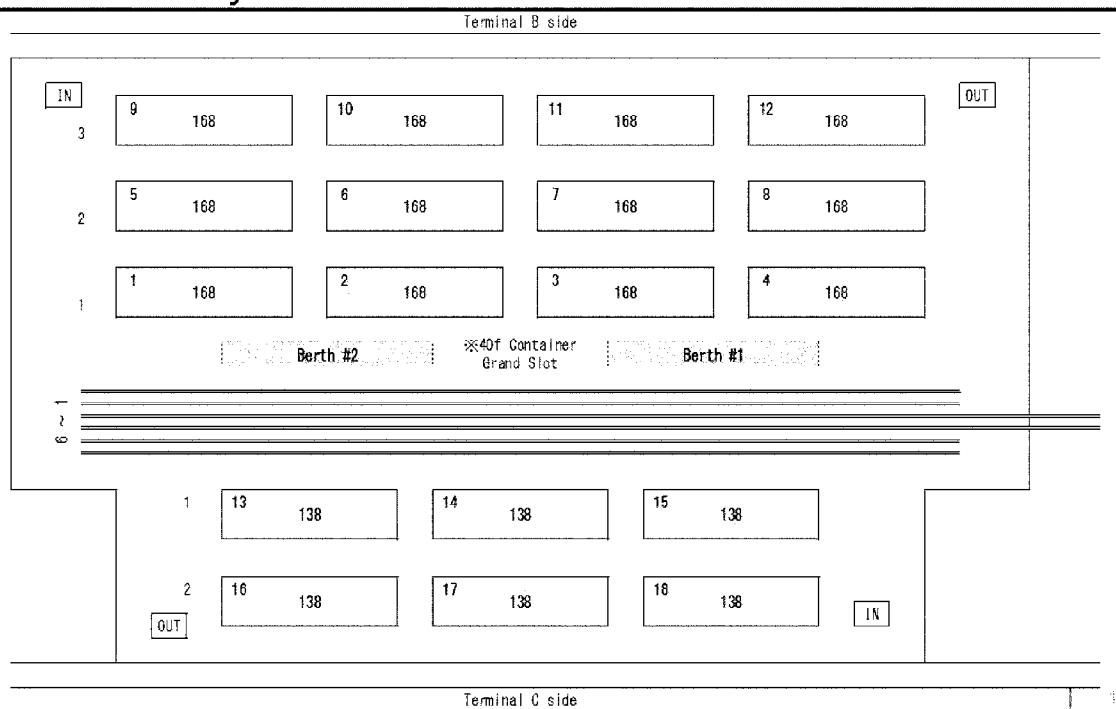 Terminal B side
IN
OUT
3
9 168
10 168
11 168
12 168
2
5 168
6 168
7 168
8 168
1
1 168
2 168
3 168
4 168
Berth #2
※40f Container
Grand Slot
Berth #1
6 ~ 1
1
13 138
14 138
15 138
2
16 138
17 138
18 138
OUT
IN
Terminal C side